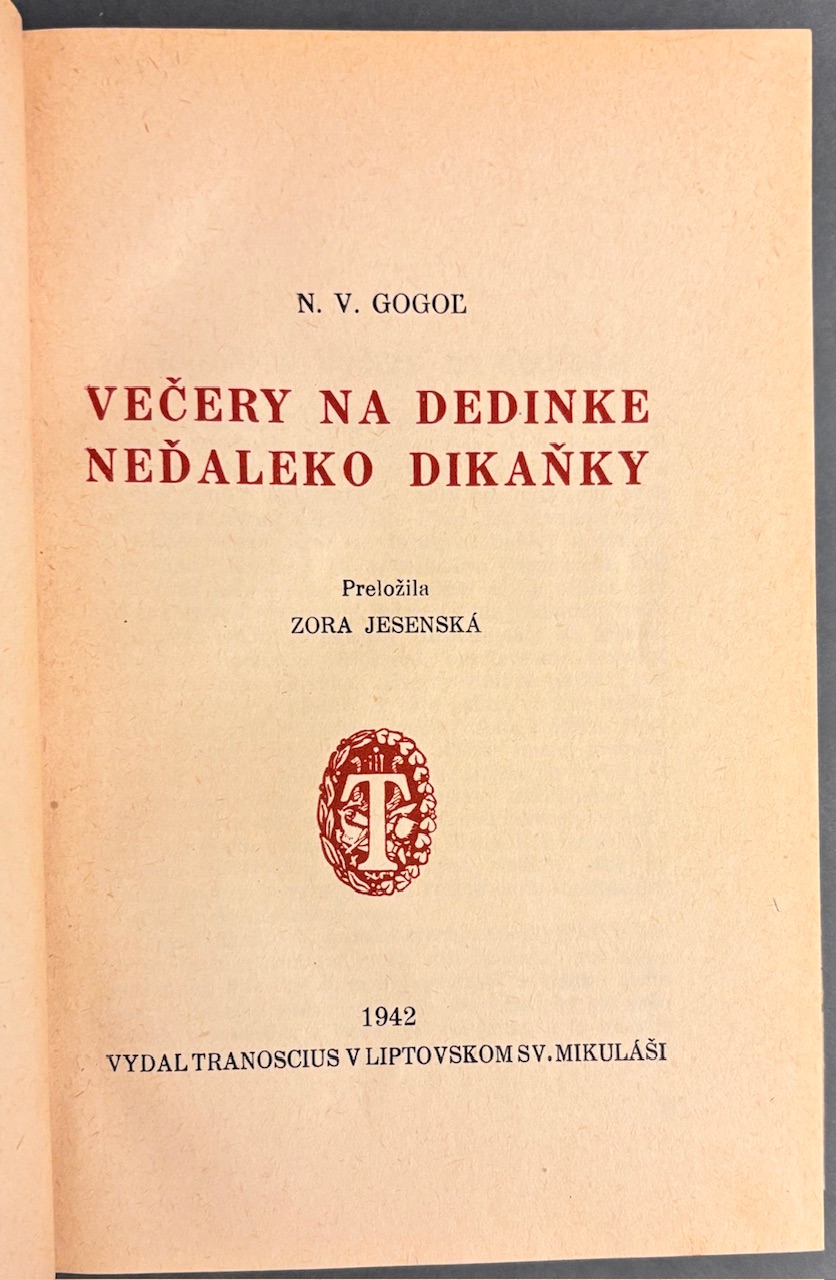 N. V. GOGOĽ
VEČERY NA DEDINKE
NEĎALEKO DIKAŇKY
Preložila
ZORA JESENSKÁ
T
1942
VYDAL TRANOSCIUS V LIPTOVSKOM SV. MIKULÁŠI